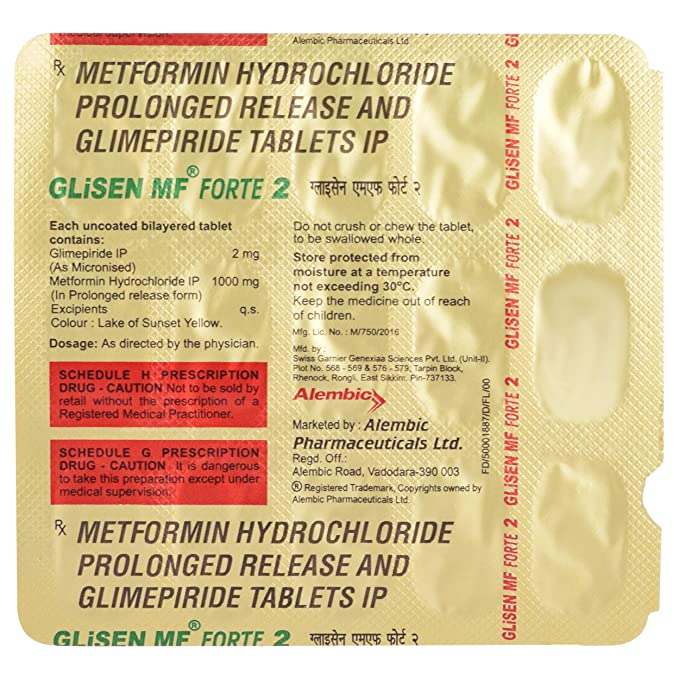 medical supervision.
Alembic Pharmaceuticals Ltd.
Rx METFORMIN HYDROCHLORIDE
PROLONGED RELEASE AND
GLIMEPIRIDE TABLETS IP
GLiSEN MF® FORTE 2 ग्लाइसेन एमएफ फोर्ट २
Each uncoated bilayered tablet
contains:
Glimepiride IP 2 mg
(As Micronised)
Metformin Hydrochloride IP 1000 mg
(In Prolonged release form)
Excipients q.s.
Colour : Lake of Sunset Yellow.
Dosage: As directed by the physician.
SCHEDULE H PRESCRIPTION
DRUG - CAUTION Not to be sold by
retail without the prescription of a
Registered Medical Practitioner.
SCHEDULE G PRESCRIPTION
DRUG - CAUTION It is dangerous
to take this preparation except under
medical supervision.
Do not crush or chew the tablet,
to be swallowed whole.
Store protected from
moisture at a temperature
not exceeding 30°C.
Keep the medicine out of reach
of children.
Mfg. Lic. No. : M/750/2016
Mfd. by :
Swiss Garnier Genexiaa Sciences Pvt. Ltd. (Unit-II).
Plot No. 568 - 569 & 576 - 579, Tarpin Block,
Rhenock, Rongli, East Sikkim. Pin-737133.
Alembic
Marketed by : Alembic
Pharmaceuticals Ltd.
Regd. Off.:
Alembic Road, Vadodara-390 003
® Registered Trademark, Copyrights owned by
Alembic Pharmaceuticals Ltd.
FD/50001887/D/FL/00
GLiSEN MF FORTE 2
GLiSEN MF FORTE 2
GLiSEN MF FORTE 2
Rx METFORMIN HYDROCHLORIDE
PROLONGED RELEASE AND
GLIMEPIRIDE TABLETS IP
GLiSEN MF® FORTE 2 ग्लाइसेन एमएफ फोर्ट २